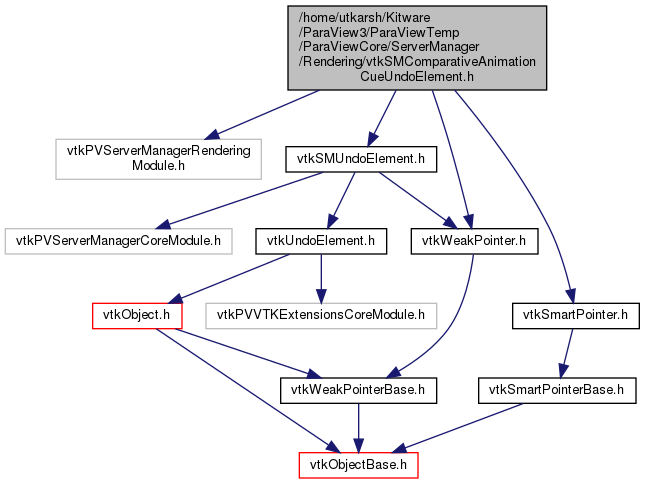 /home/utkarsh/Kitware
/ParaView3/ParaViewTemp
/ParaViewCore/ServerManager
/Rendering/vtkSMComparativeAnimation
CueUndoElement.h
vtkPVServerManagerRendering
Module.h
vtkSMUndoElement.h
vtkPVServerManagerCoreModule.h
vtkUndoElement.h
vtkWeakPointer.h
vtkObject.h
vtkPVVTKExtensionsCoreModule.h
vtkSmartPointer.h
vtkWeakPointerBase.h
vtkSmartPointerBase.h
vtkObjectBase.h